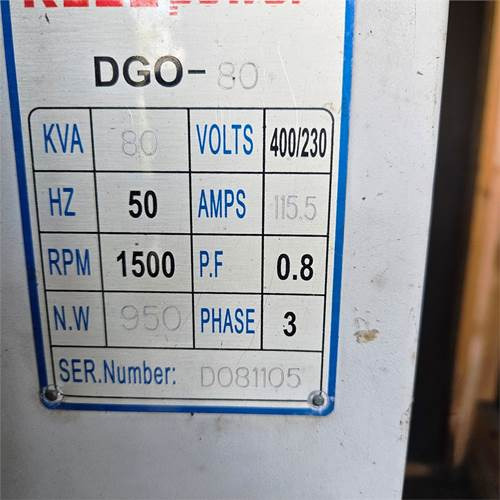 DGO-80
KVA 80 VOLTS 400/230
HZ 50 AMPS 115.5
RPM 1500 P.F 0.8
N.W 950 PHASE 3
SER.Number: D081105